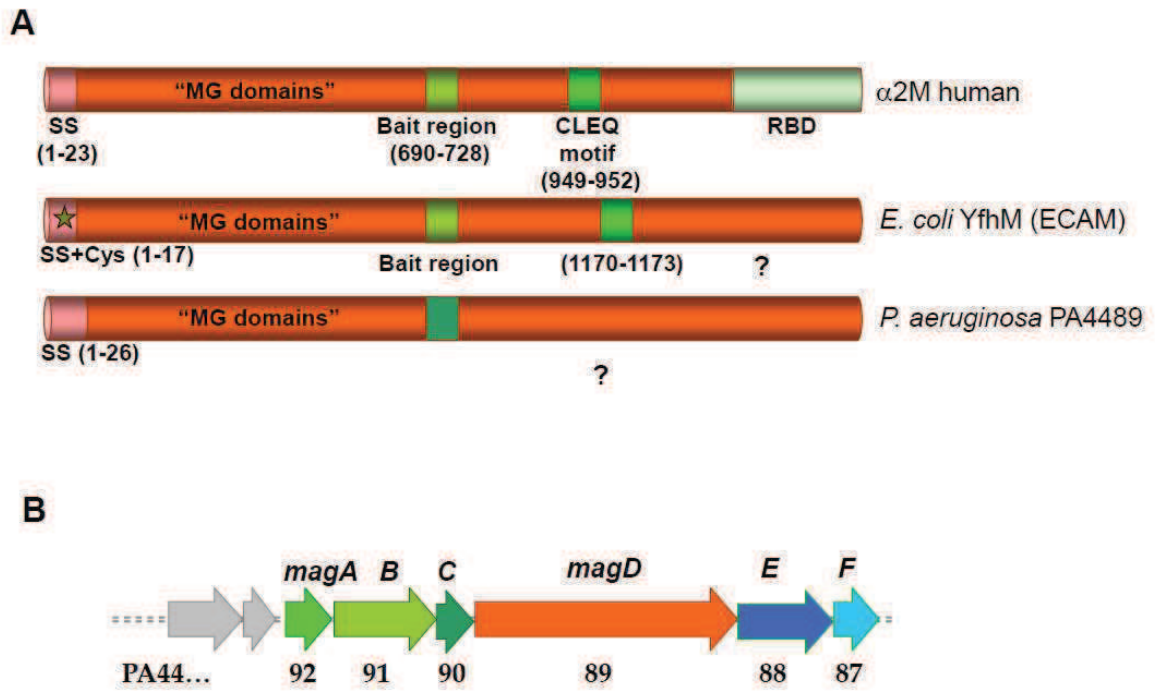 A
"MG domains"
α2M human
SS
(1-23)
Bait region
(690-728)
CLEQ
motif
(949-952)
RBD
"MG domains"
E. coli YfhM (ECAM)
SS+Cys (1-17)
Bait region
(1170-1173)
?
"MG domains"
P. aeruginosa PA4489
SS (1-26)
?
B
magA B C magD E F
PA44... 92 91 90 89 88 87